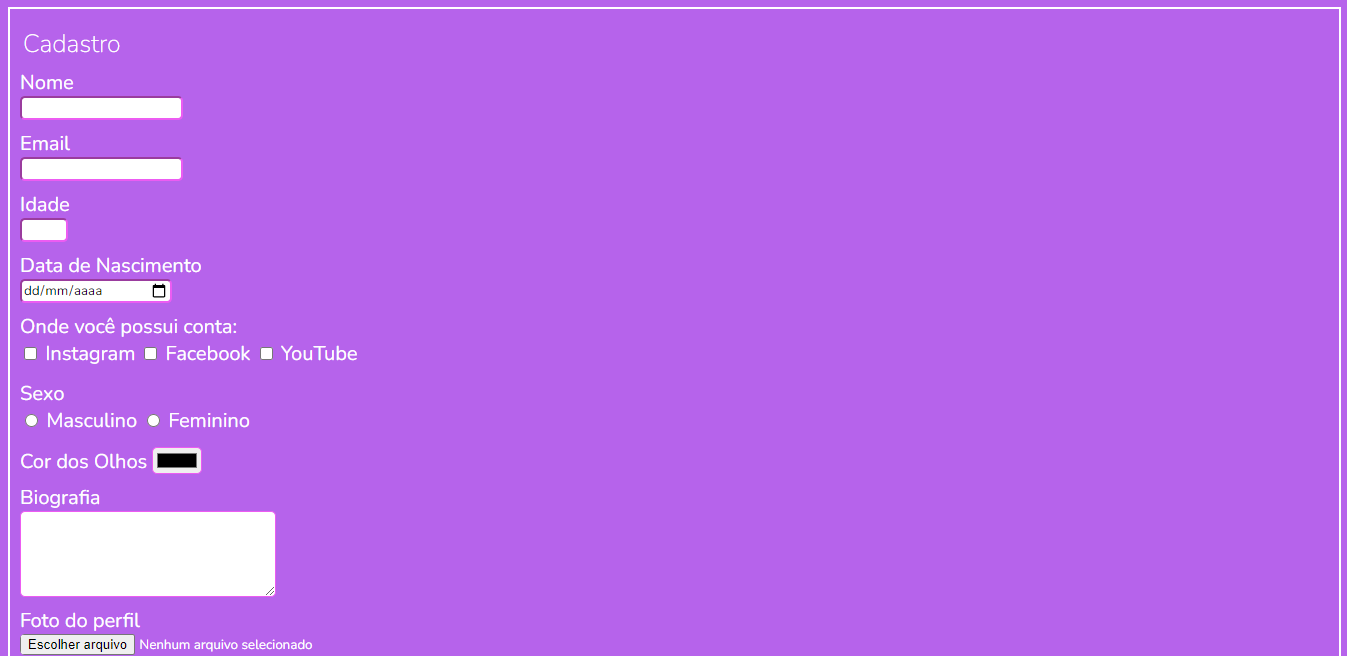 Cadastro
Nome
Email
Idade
Data de Nascimento
dd/mm/aaaa
Onde você possui conta:
Instagram Facebook YouTube
Sexo
Masculino Feminino
Cor dos Olhos
Biografia
Foto do perfil
Escolher arquivo Nenhum arquivo selecionado